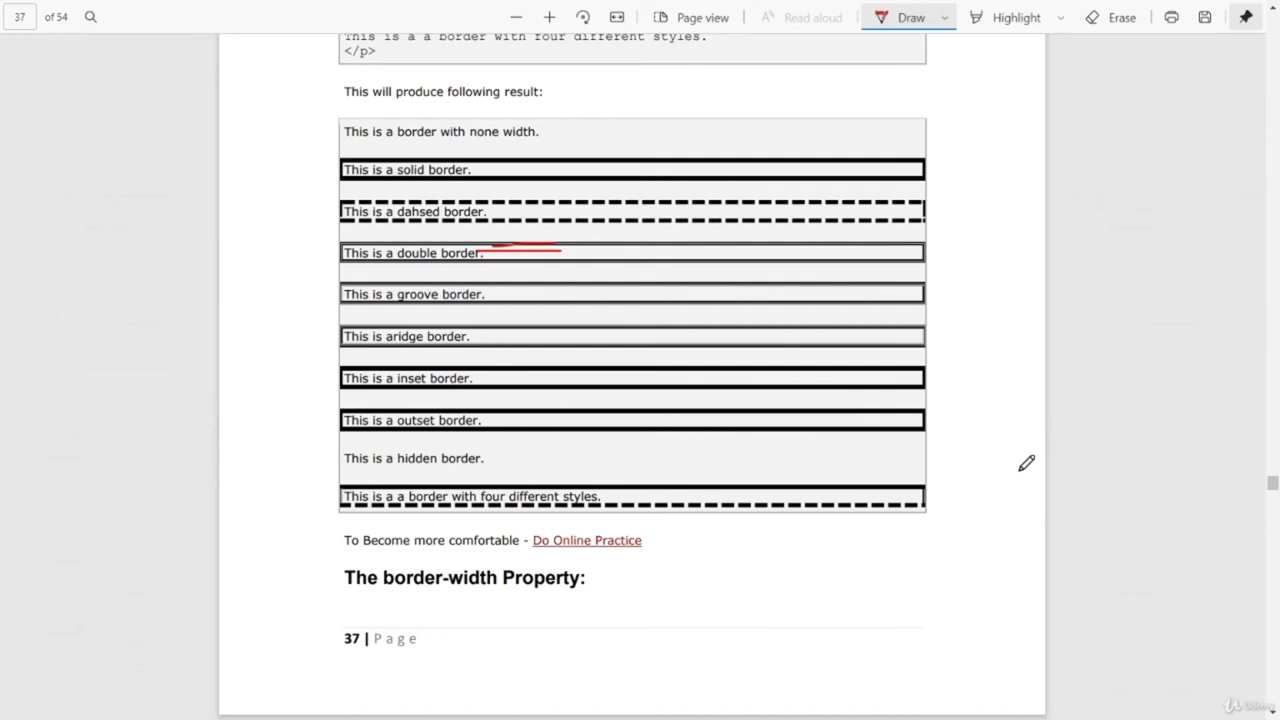 37 of 54 Page view Read aloud Draw Highlight Erase
This is a a border with four different styles.
</p>
This will produce following result:
This is a border with none width.
This is a solid border.
This is a dahsed border.
This is a double border.
This is a groove border.
This is aridge border.
This is a inset border.
This is a outset border.
This is a hidden border.
This is a a border with four different styles.
To Become more comfortable - Do Online Practice
The border-width Property:
37 | Page
Udemy